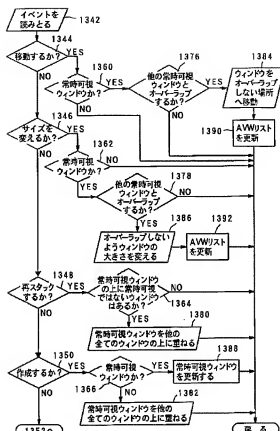 イベントを
読みとる
1342
1344
移動するか?
YES
NO
1360
常時可視
ウィンドウか?
YES
NO
1376
他の常時可視
ウィンドウと
オーバーラップ
するか?
YES
NO
1384
ウィンドウを
オーバーラップ
しない場所
へ移動
1390
AVWリスト
を更新
1346
サイズを
変えるか?
YES
NO
1362
常時可視
ウィンドウか?
NO
YES
1378
他の常時可視
ウィンドウと
オーバーラップ
するか?
NO
YES
1386
オーバーラップしない
ようウィンドウの
大きさを変える
1392
AVWリスト
を更新
1348
再スタック
するか?
YES
NO
常時可視ウィンドウ
の上に常時可視
ではないウィンドウ
はあるか?
1364
NO
YES
1380
常時可視ウィンドウを他の
全てのウィンドウの上に重ねる
1350
作成するか?
YES
NO
常時可視
ウィンドウか?
1366
YES
NO
1388
常時可視ウィンドウ
を更新する
1382
常時可視ウィンドウを他の
全てのウィンドウの上に重ねる
戻る